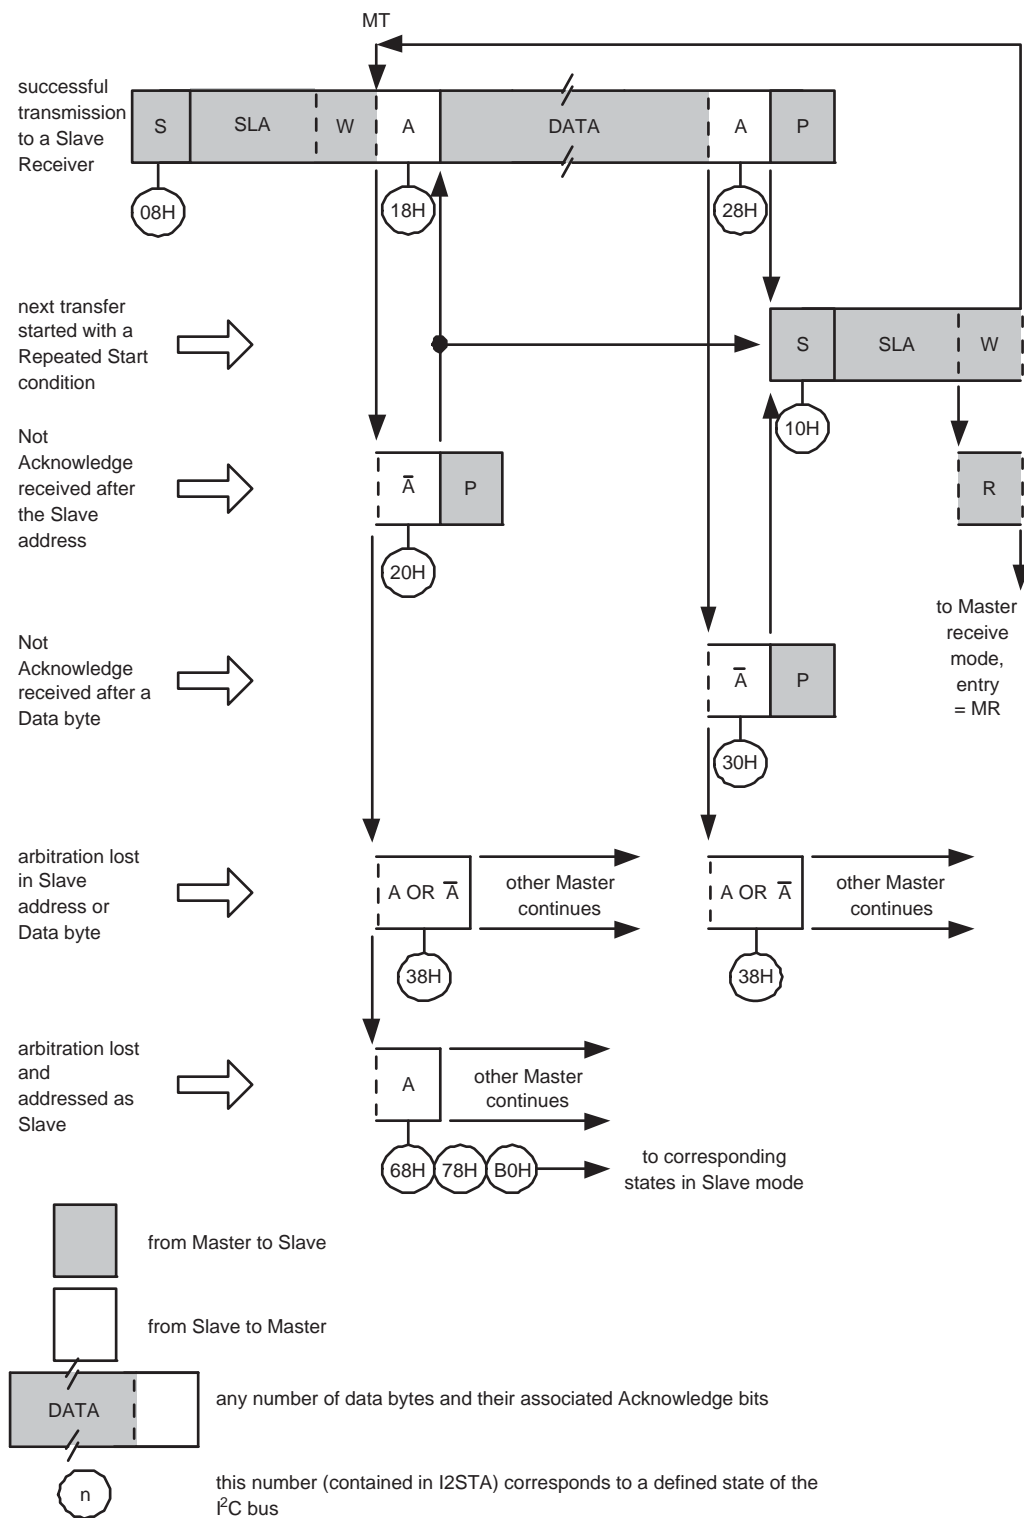 MT
successful
transmission
to a Slave
Receiver
S
SLA
W
A
DATA
A
P
08H
18H
28H
next transfer
started with a
Repeated Start
condition
S
SLA
W
10H
Not
Acknowledge
received after
the Slave
address
A̅
P
20H
R
to Master
receive
mode,
entry
= MR
Not
Acknowledge
received after a
Data byte
A̅
P
30H
arbitration lost
in Slave
address or
Data byte
A OR A̅
other Master
continues
38H
A OR A̅
other Master
continues
38H
arbitration lost
and
addressed as
Slave
A
other Master
continues
68H
78H
B0H
to corresponding
states in Slave mode
from Master to Slave
from Slave to Master
DATA
any number of data bytes and their associated Acknowledge bits
n
this number (contained in I2STA) corresponds to a defined state of the
I²C bus